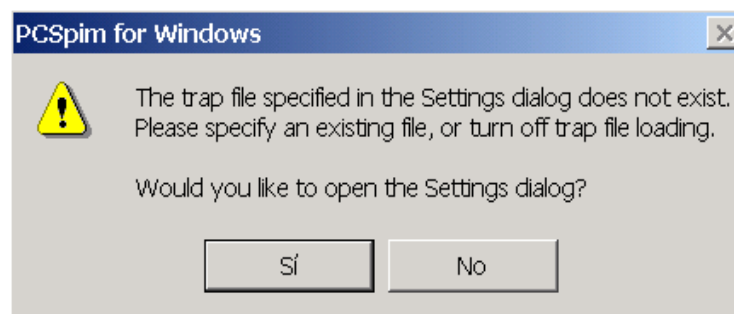 PCSpim for Windows
The trap file specified in the Settings dialog does not exist.
Please specify an existing file, or turn off trap file loading.
Would you like to open the Settings dialog?
Sí
No